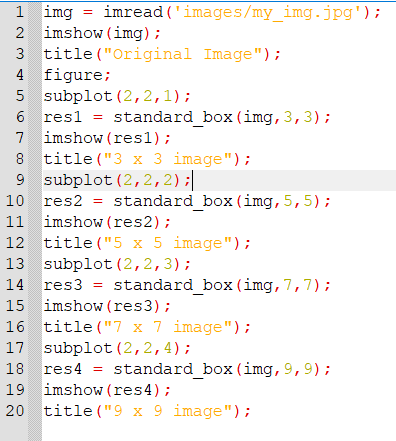 1 img = imread('images/my_img.jpg');
2 imshow(img);
3 title("Original Image");
4 figure;
5 subplot(2,2,1);
6 res1 = standard_box(img,3,3);
7 imshow(res1);
8 title("3 x 3 image");
9 subplot(2,2,2);
10 res2 = standard_box(img,5,5);
11 imshow(res2);
12 title("5 x 5 image");
13 subplot(2,2,3);
14 res3 = standard_box(img,7,7);
15 imshow(res3);
16 title("7 x 7 image");
17 subplot(2,2,4);
18 res4 = standard_box(img,9,9);
19 imshow(res4);
20 title("9 x 9 image");